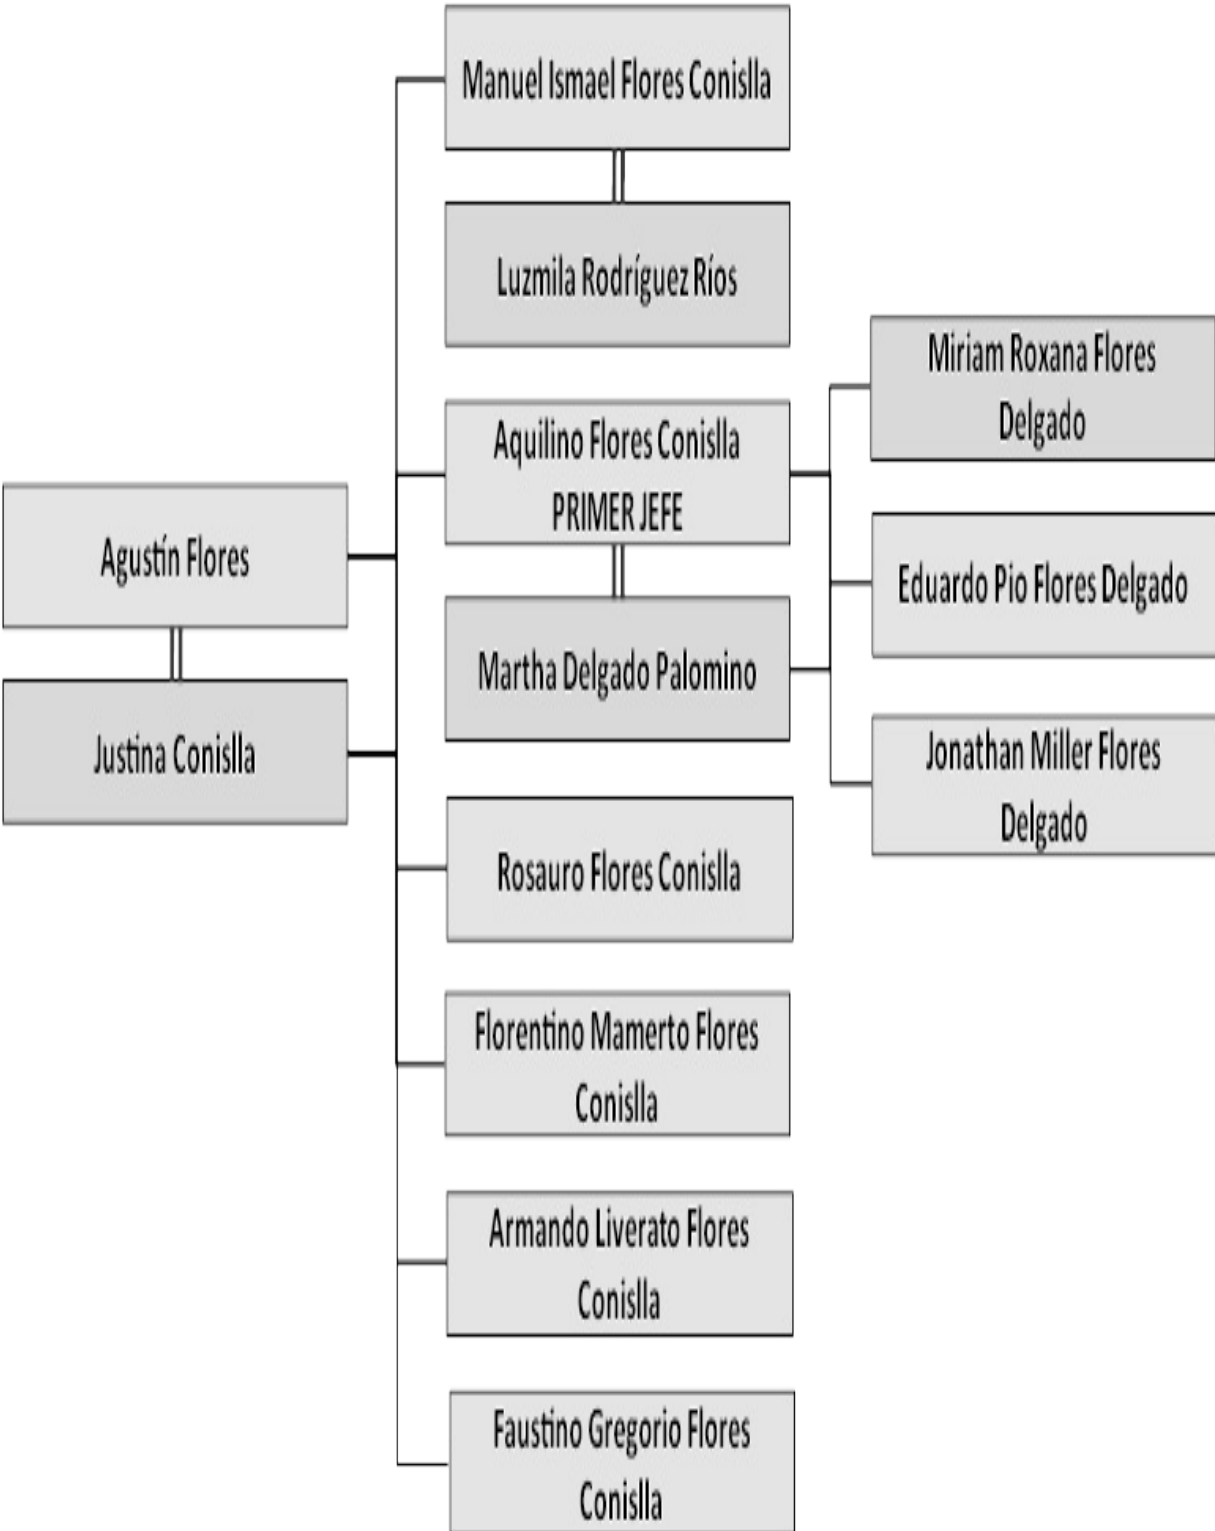 Manuel Ismael Flores Conislla
Luzmila Rodríguez Ríos
Miriam Roxana Flores
Delgado
Aquilino Flores Conislla
PRIMER JEFE
Agustín Flores
Eduardo Pio Flores Delgado
Martha Delgado Palomino
Justina Conislla
Jonathan Miller Flores
Delgado
Rosauro Flores Conislla
Florentino Mamerto Flores
Conislla
Armando Liverato Flores
Conislla
Faustino Gregorio Flores
Conislla